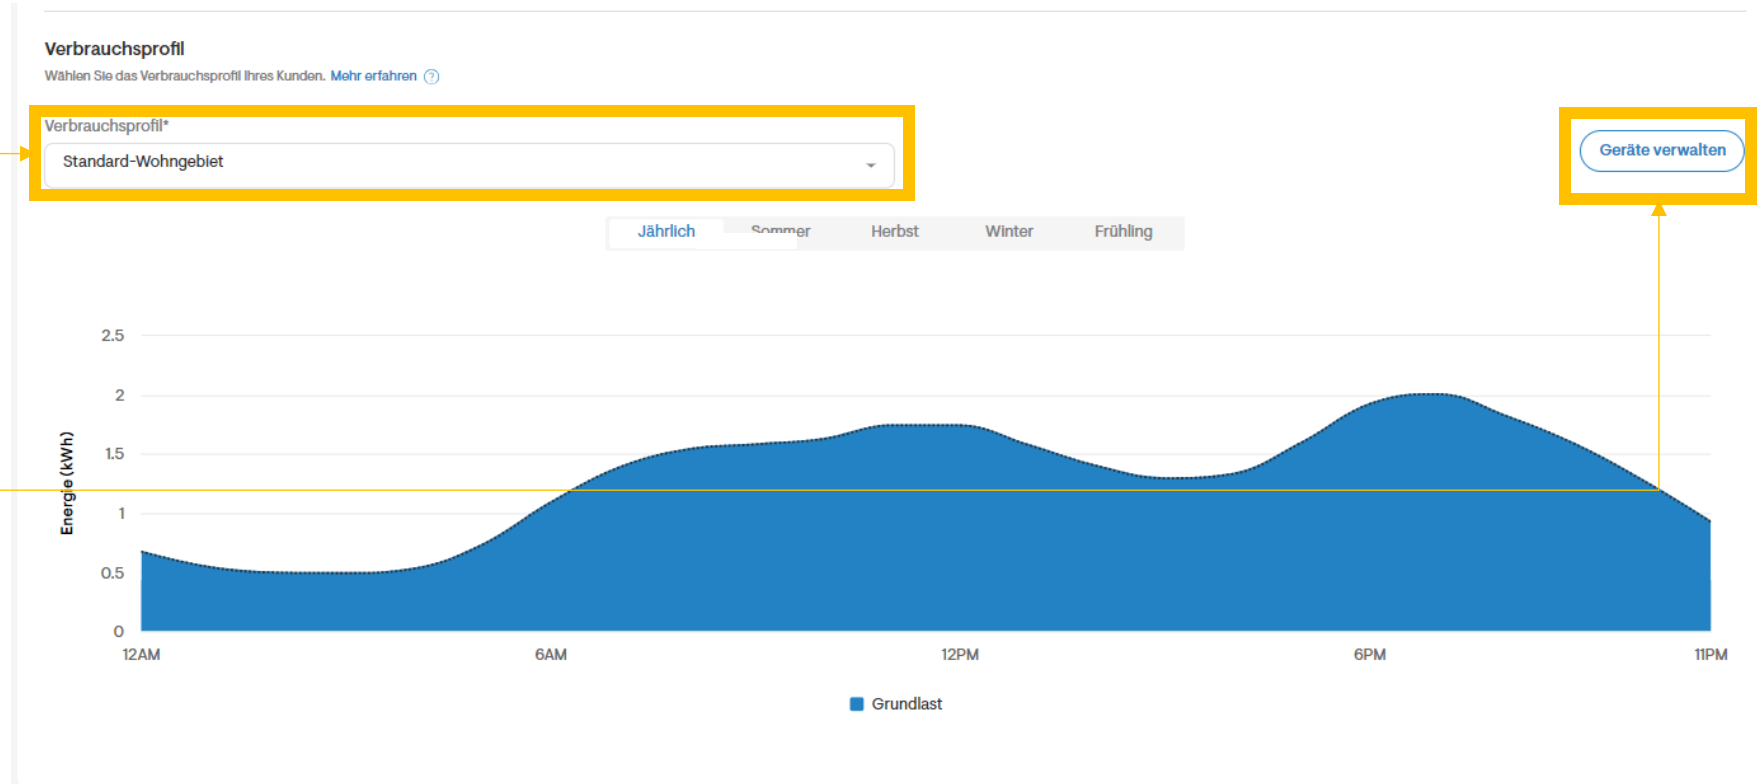 Verbrauchsprofil
Wählen Sie das Verbrauchsprofil Ihres Kunden. Mehr erfahren ?
Verbrauchsprofil*
Standard-Wohngebiet
Geräte verwalten
Jährlich Sommer Herbst Winter Frühling
2.5
2
1.5
1
0.5
0
Energie (kWh)
12AM 6AM 12PM 6PM 11PM
Grundlast